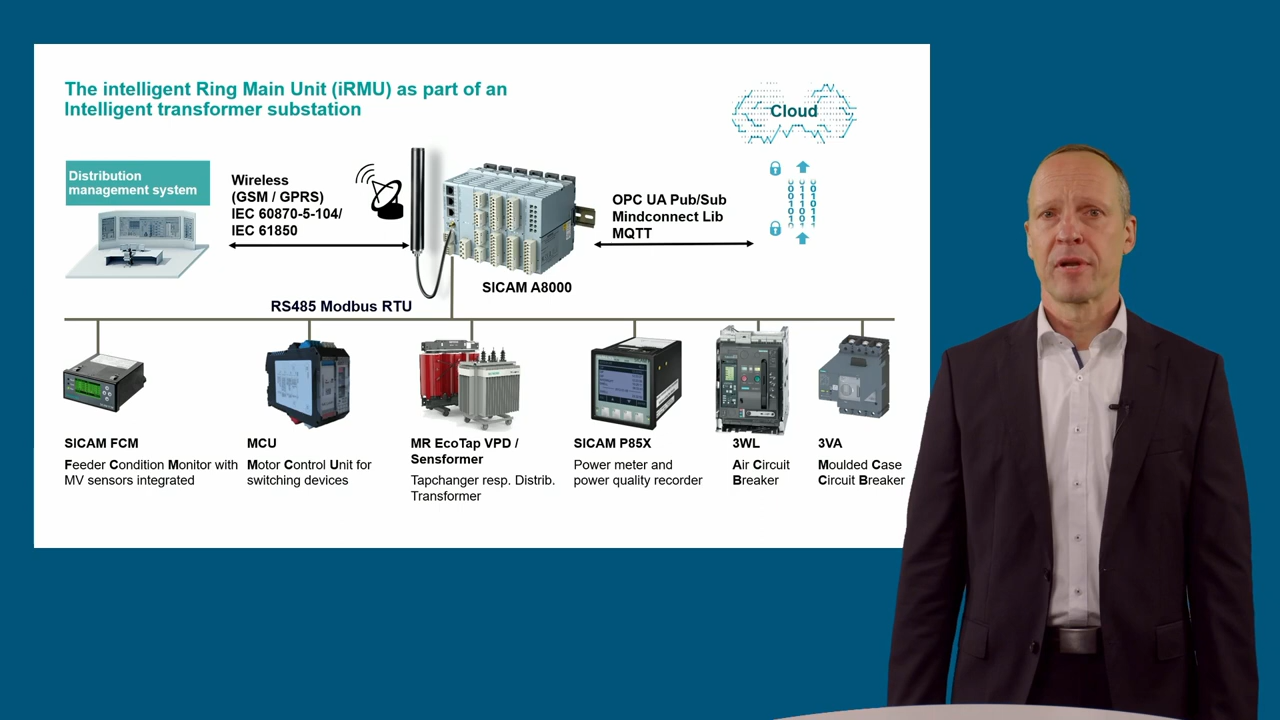 The intelligent Ring Main Unit (iRMU) as part of an
Intelligent transformer substation
Cloud
Distribution
management system
Wireless
(GSM / GPRS)
IEC 60870-5-104/
IEC 61850
OPC UA Pub/Sub
Mindconnect Lib
MQTT
SICAM A8000
RS485 Modbus RTU
SICAM FCM
Feeder Condition Monitor with
MV sensors integrated
MCU
Motor Control Unit for
switching devices
MR EcoTap VPD /
Sensformer
Tapchanger resp. Distrib.
Transformer
SICAM P85X
Power meter and
power quality recorder
3WL
Air Circuit
Breaker
3VA
Moulded Case
Circuit Breaker